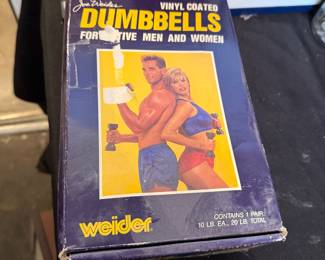 Joe Weider's
VINYL COATED
DUMBBELLS
FOR ACTIVE MEN AND WOMEN
weider
CONTAINS 1 PAIR
10 LB. EA., 20 LB. TOTAL